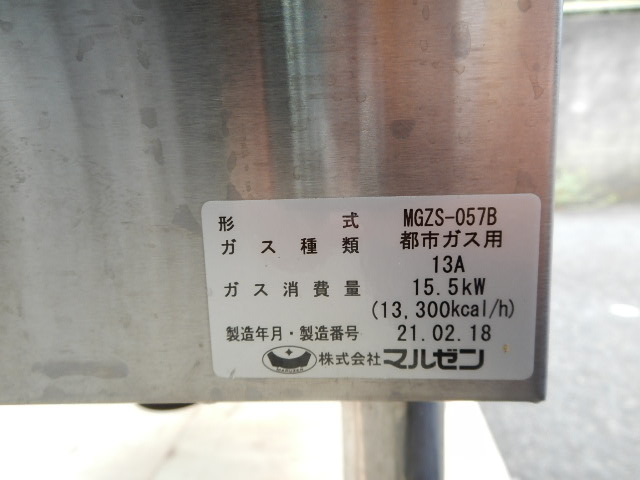 形式 MGZS-057B
ガス種類 都市ガス用
13A
ガス消費量 15.5kW
(13,300kcal/h)
製造年月・製造番号 21.02.18
株式会社マルゼン